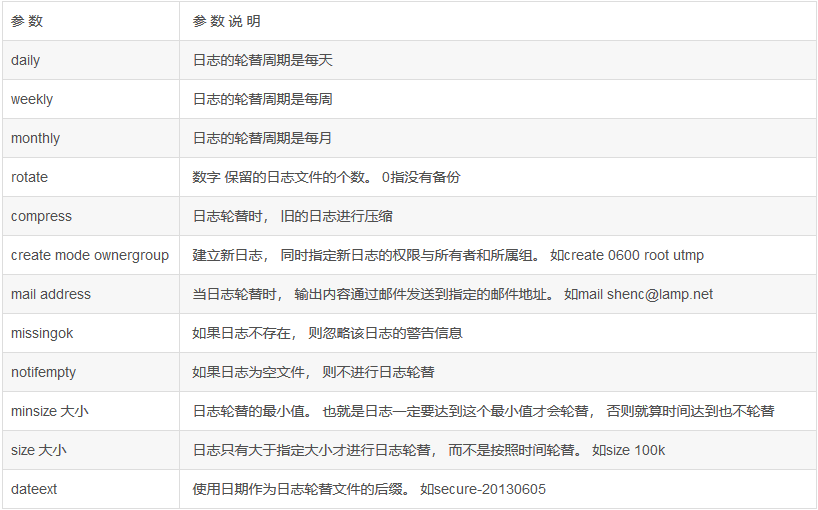 参 数 参 数 说 明
daily 日志的轮替周期是每天
weekly 日志的轮替周期是每周
monthly 日志的轮替周期是每月
rotate 数字 保留的日志文件的个数。 0指没有备份
compress 日志轮替时， 旧的日志进行压缩
create mode ownergroup 建立新日志， 同时指定新日志的权限与所有者和所属组。 如create 0600 root utmp
mail address 当日志轮替时， 输出内容通过邮件发送到指定的邮件地址。 如mail shenc@lamp.net
missingok 如果日志不存在， 则忽略该日志的警告信息
notifempty 如果日志为空文件， 则不进行日志轮替
minsize 大小 日志轮替的最小值。 也就是日志一定要达到这个最小值才会轮替， 否则就算时间达到也不轮替
size 大小 日志只有大于指定大小才进行日志轮替， 而不是按照时间轮替。 如size 100k
dateext 使用日期作为日志轮替文件的后缀。 如secure-20130605